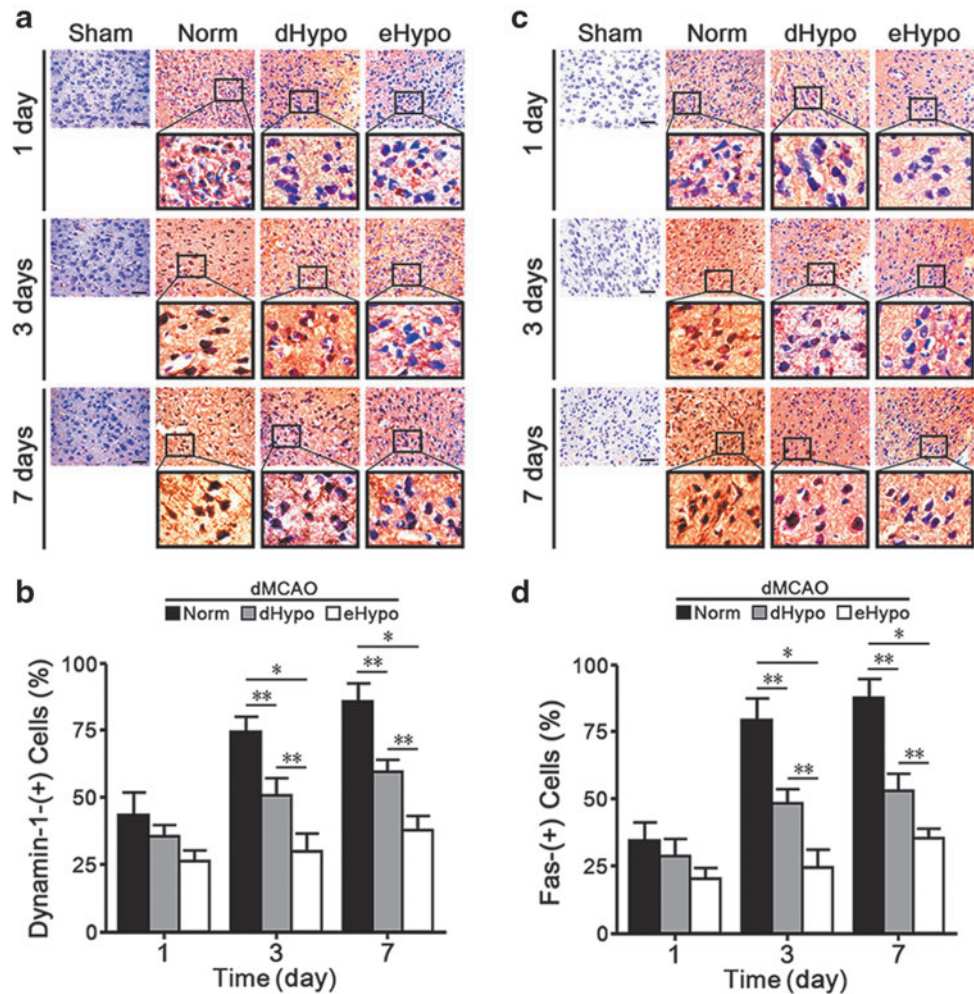 a
Sham Norm dHypo eHypo
1 day
3 days
7 days
c
Sham Norm dHypo eHypo
1 day
3 days
7 days
b
dMCAO
Norm dHypo eHypo
Dynamin-1-(+) Cells (%)
100
75
50
25
0
* ** ** * ** **
1 3 7
Time (day)
d
dMCAO
Norm dHypo eHypo
Fas-(+) Cells (%)
100
75
50
25
0
* ** ** * ** **
1 3 7
Time (day)